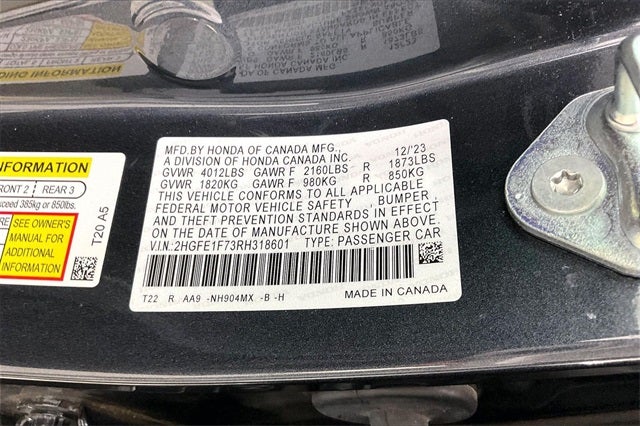 MFD.BY HONDA OF CANADA MFG., 12/'23
A DIVISION OF HONDA CANADA INC.
GVWR 4012LBS GAWR F 2160LBS R 1873LBS
GVWR 1820KG GAWR F 980KG R 850KG
THIS VEHICLE CONFORMS TO ALL APPLICABLE
FEDERAL MOTOR VEHICLE SAFETY, BUMPER,
AND THEFT PREVENTION STANDARDS IN EFFECT
ON THE DATE OF MANUFACTURE SHOWN ABOVE.
V.I.N:2HGFE1F73RH318601 TYPE: PASSENGER CAR
T22 R AA9 -NH904MX -B -H MADE IN CANADA
INFORMATION
FRONT 2 REAR 3
exceed 385kg or 850lbs.
SEE OWNER'S
MANUAL FOR
ADDITIONAL
INFORMATION
T20 A5